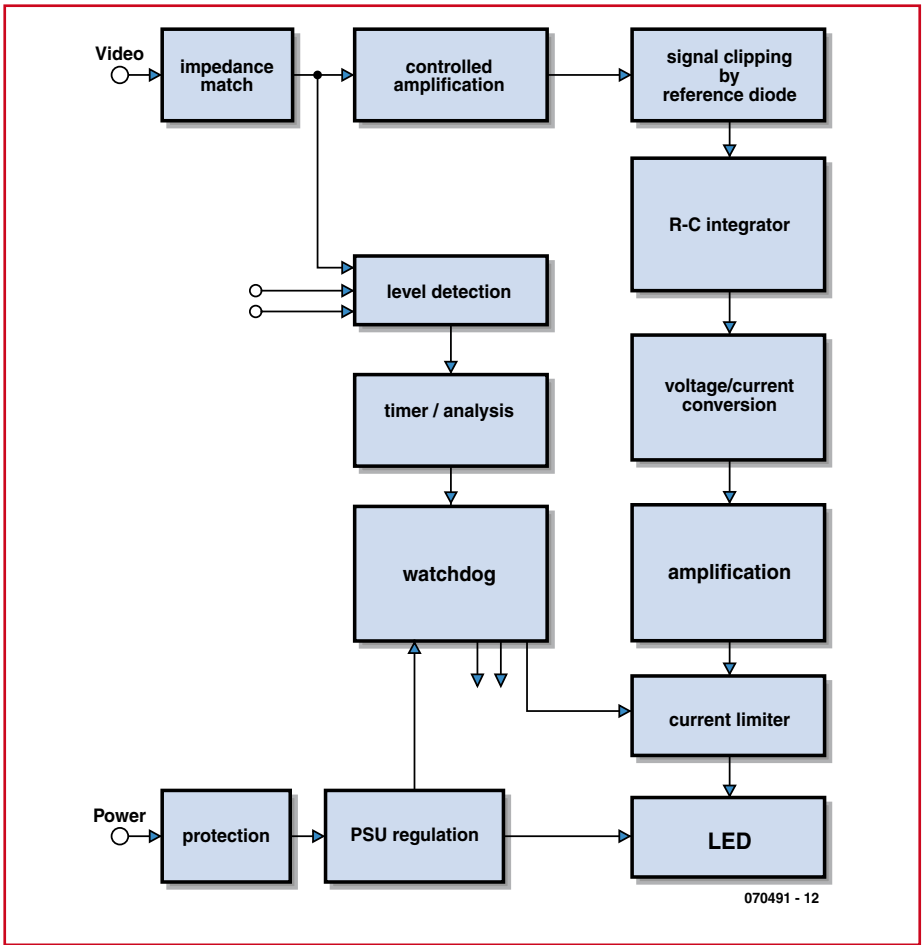 Video
impedance
match
controlled
amplification
signal clipping
by
reference diode
R-C integrator
level detection
timer / analysis
voltage/current
conversion
watchdog
amplification
current limiter
Power
protection
PSU regulation
LED
070491 - 12